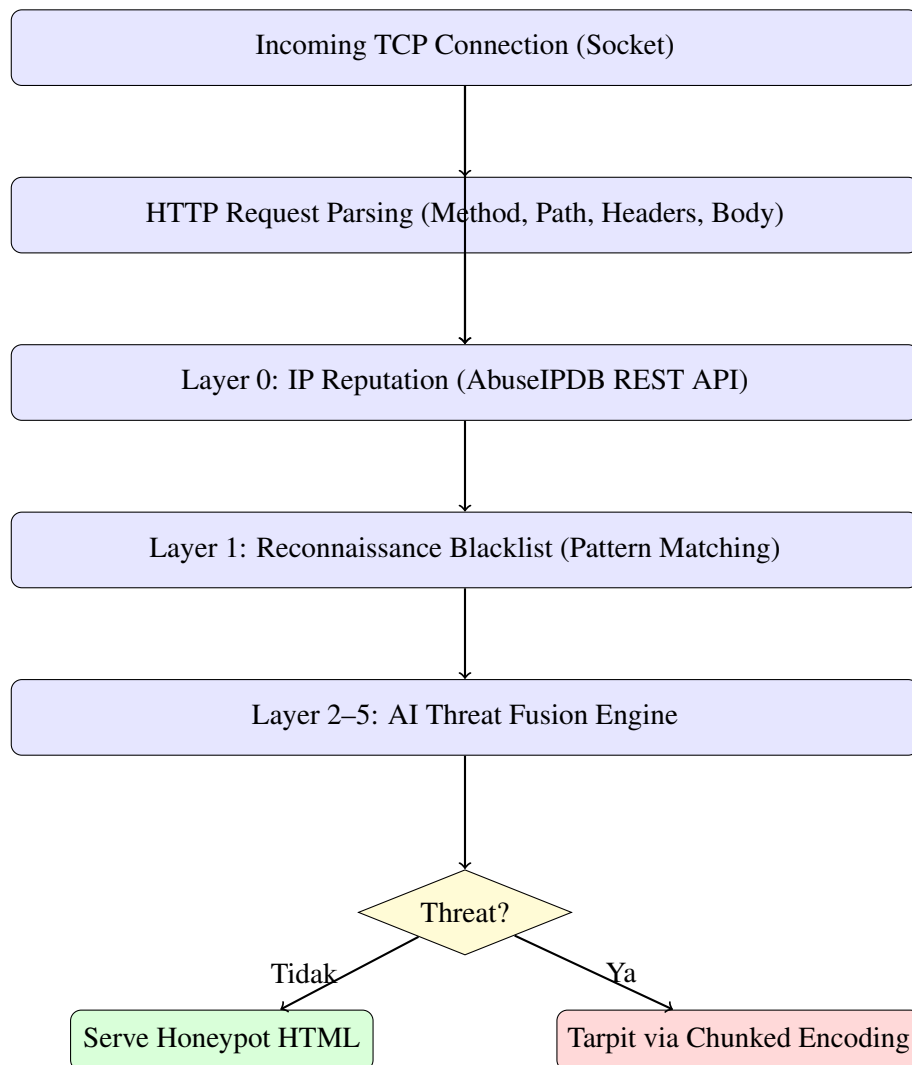 Incoming TCP Connection (Socket)
HTTP Request Parsing (Method, Path, Headers, Body)
Layer 0: IP Reputation (AbuseIPDB REST API)
Layer 1: Reconnaissance Blacklist (Pattern Matching)
Layer 2–5: AI Threat Fusion Engine
Threat?
Tidak
Ya
Serve Honeypot HTML
Tarpit via Chunked Encoding